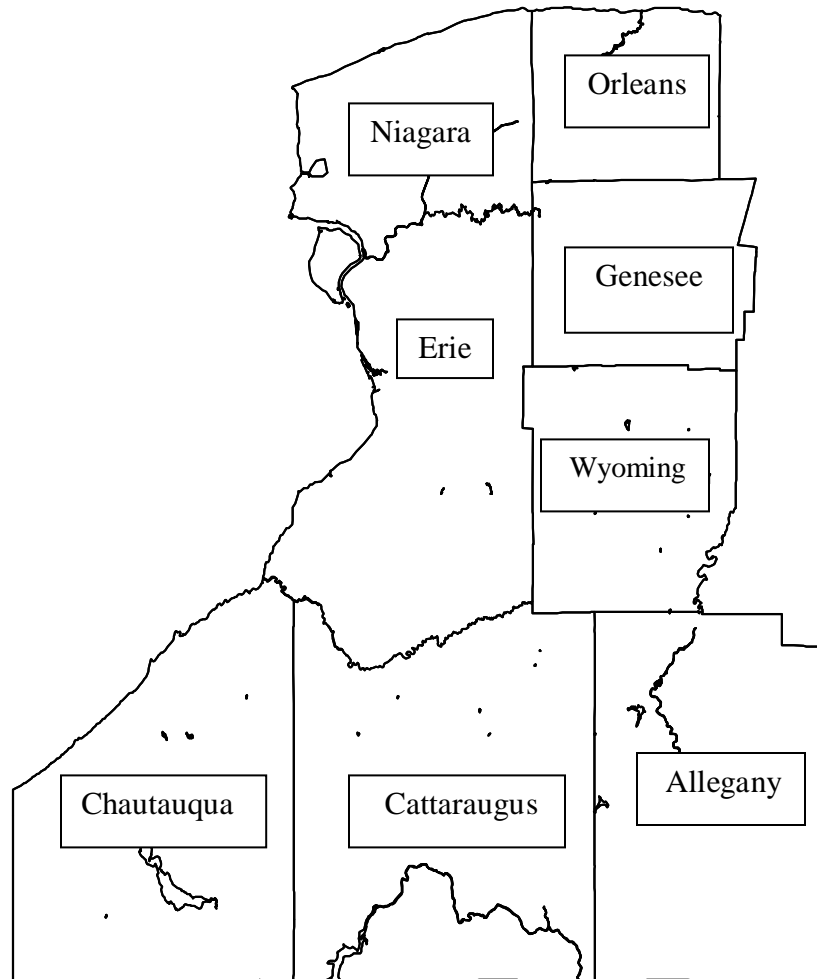 Orleans
Niagara
Genesee
Erie
Wyoming
Allegany
Chautauqua
Cattaraugus